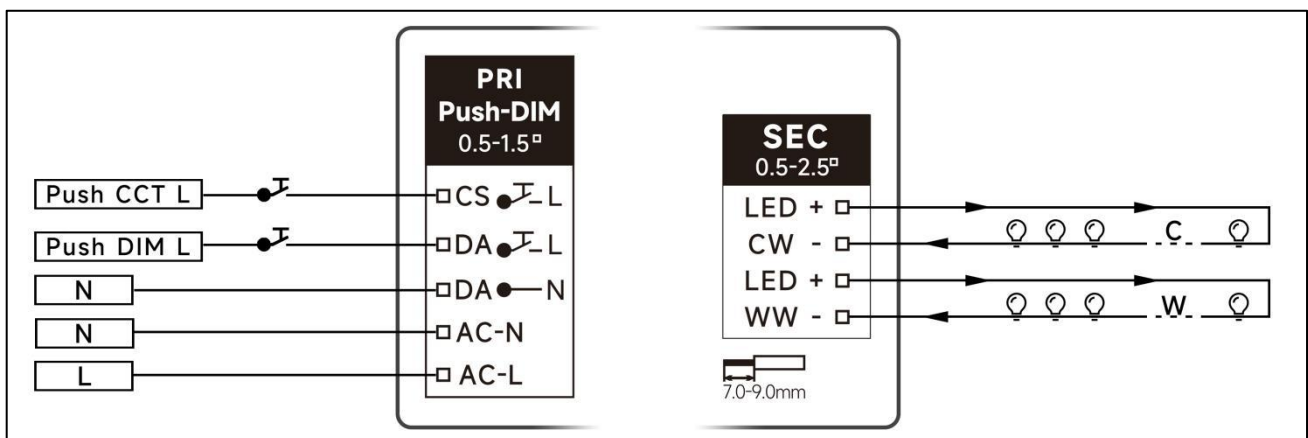 PRI
Push-DIM
0.5-1.5□
Push CCT L
CS L
Push DIM L
DA L
N
DA N
N
AC-N
L
AC-L
SEC
0.5-2.5□
LED +
CW -
C
LED +
WW -
W
7.0-9.0mm